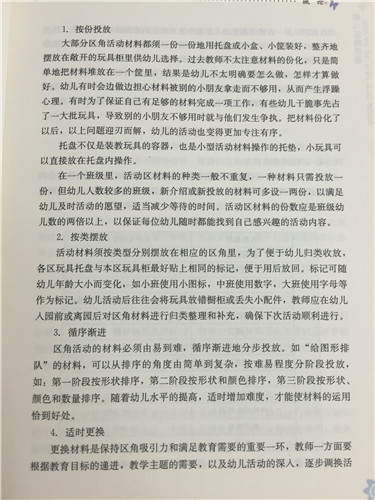 概 论
1. 按份投放
大部分区角活动材料都须一份一份地用托盘或小盒、小筐装好，整齐地
摆放在敞开的玩具柜里供幼儿选择。过去教师不太注意材料的份化，只是简
单地把材料堆放在一个筐里，结果是幼儿不太明确要怎么做，怎样才算做
好。幼儿有时会边做边担心材料被别的小朋友拿走而不够用，从而产生浮躁
心理。有时为了保证自己有足够的材料完成一项工作，有些幼儿干脆事先占
了一大批玩具，导致别的小朋友不够用时就与他们发生争执。把材料份化了
以后，以上问题迎刃而解，幼儿的活动也变得更加专注有序。
托盘不仅是装教玩具的容器，也是小型活动材料操作的托垫，小玩具可
以直接放在托盘内操作。
在一个班级里，活动区材料的种类一般不重复，一种材料只需投放一
份，但幼儿人数较多的班级，新介绍或新投放的材料可多设一两份，以满足
幼儿及时活动的愿望，适当减少等待的时间。活动区材料的份数应是班级幼
儿数的两倍以上，以保证每位幼儿随时都能找到自己感兴趣的活动内容。
2. 按类摆放
活动材料须按类型分别摆放在相应的区角里，为了便于幼儿归类收放，
各区玩具托盘与本区玩具柜最好贴上相同的标记，便于用后放回。标记可随
幼儿年龄大小而变化，如小班使用小图标，中班使用数字，大班使用字母等
作为标记。幼儿活动后往往会将玩具放错橱柜或丢失小配件，教师应在幼儿
入园前或离园后对区角材料进行归类整理和补充，确保下次活动顺利进行。
3. 循序渐进
区角活动的材料必须由易到难，循序渐进地分步投放。如“给图形排
队”的材料，可以从排序的角度由简单到复杂，按难易程度分阶段投放，
如：第一阶段按形状排序，第二阶段按形状和颜色排序，第三阶段按形状、
颜色和数量排序。随着幼儿水平的提高，适时增加难度，才能使材料的运用
恰到好处。
4. 适时更换
更换材料是保持区角吸引力和满足教育需要的重要一环，教师一方面要
根据教育目标的递进，教学主题的需要，以及幼儿活动的深入，逐步调换活